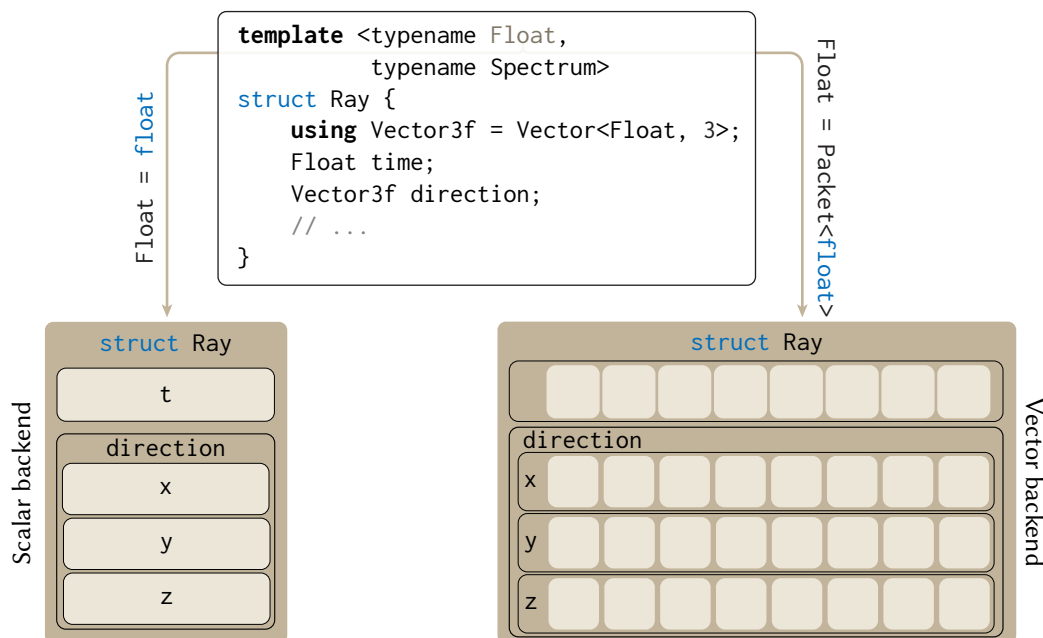 template <typename Float,
typename Spectrum>
struct Ray {
using Vector3f = Vector<Float, 3>;
Float time;
Vector3f direction;
// ...
}
Float = float
Float = Packet<float>
Scalar backend
struct Ray
t
direction
x
y
z
struct Ray
direction
x
y
z
Vector backend